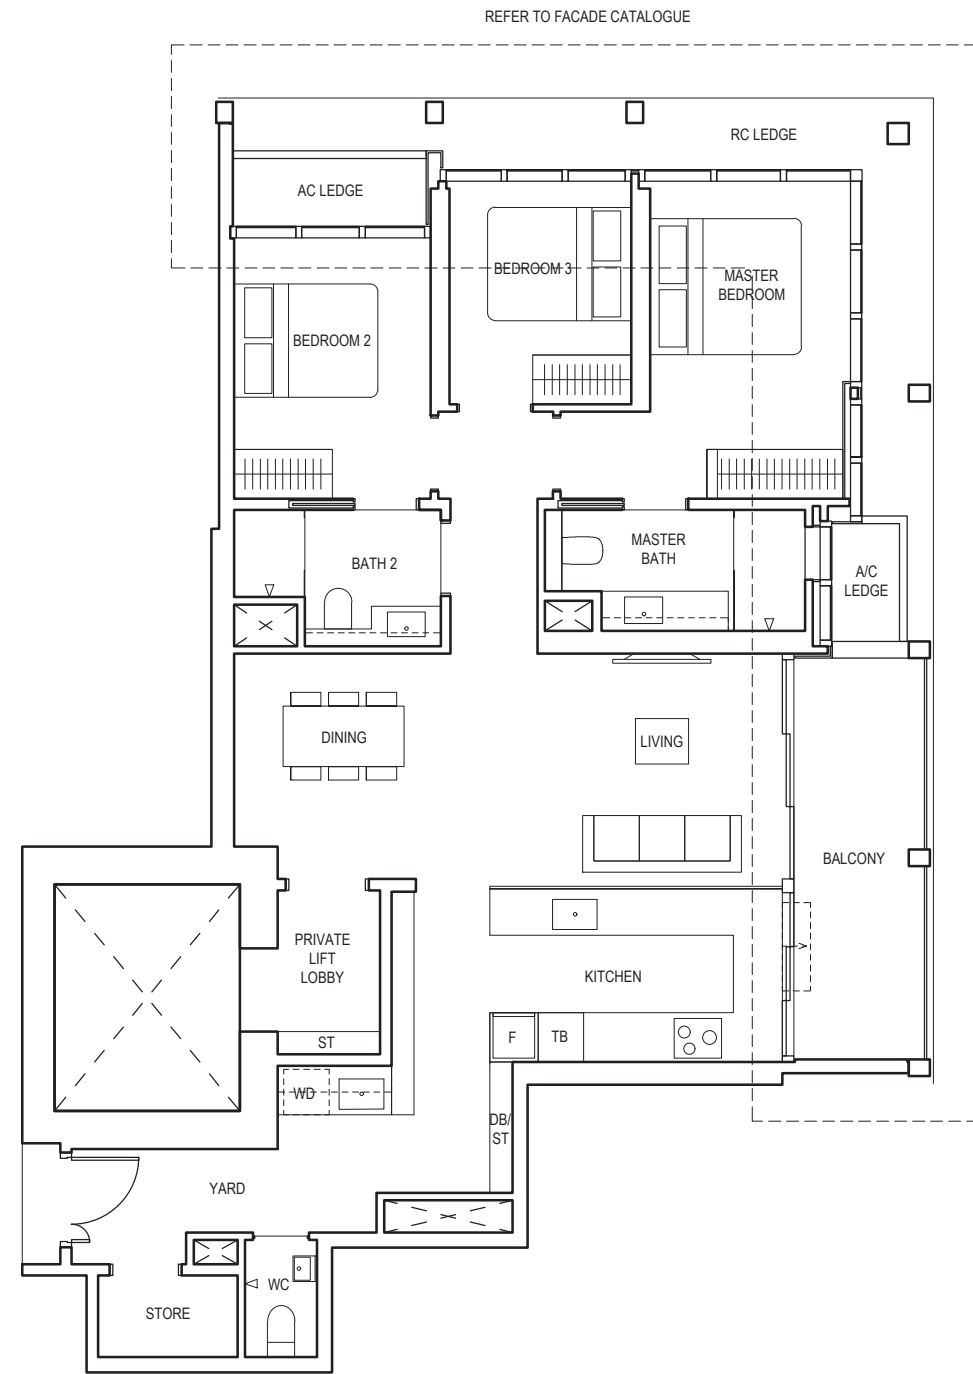 REFER TO FACADE CATALOGUE
RC LEDGE
AC LEDGE
BEDROOM 3
MASTER
BEDROOM
BEDROOM 2
MASTER
BATH
BATH 2
A/C
LEDGE
DINING
LIVING
BALCONY
PRIVATE
LIFT
LOBBY
KITCHEN
ST
F
TB
WD
DB/
ST
YARD
WC
STORE